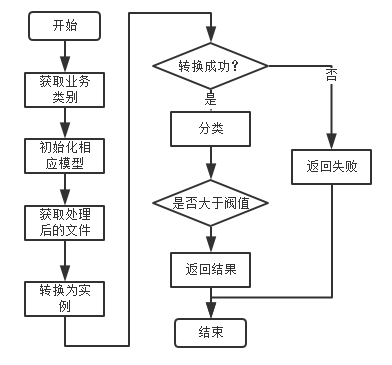 开始
获取业务
类别
初始化相
应模型
获取处理
后的文件
转换为实
例
转换成功？
是
否
分类
是否大于阀值
返回失败
返回结果
结束